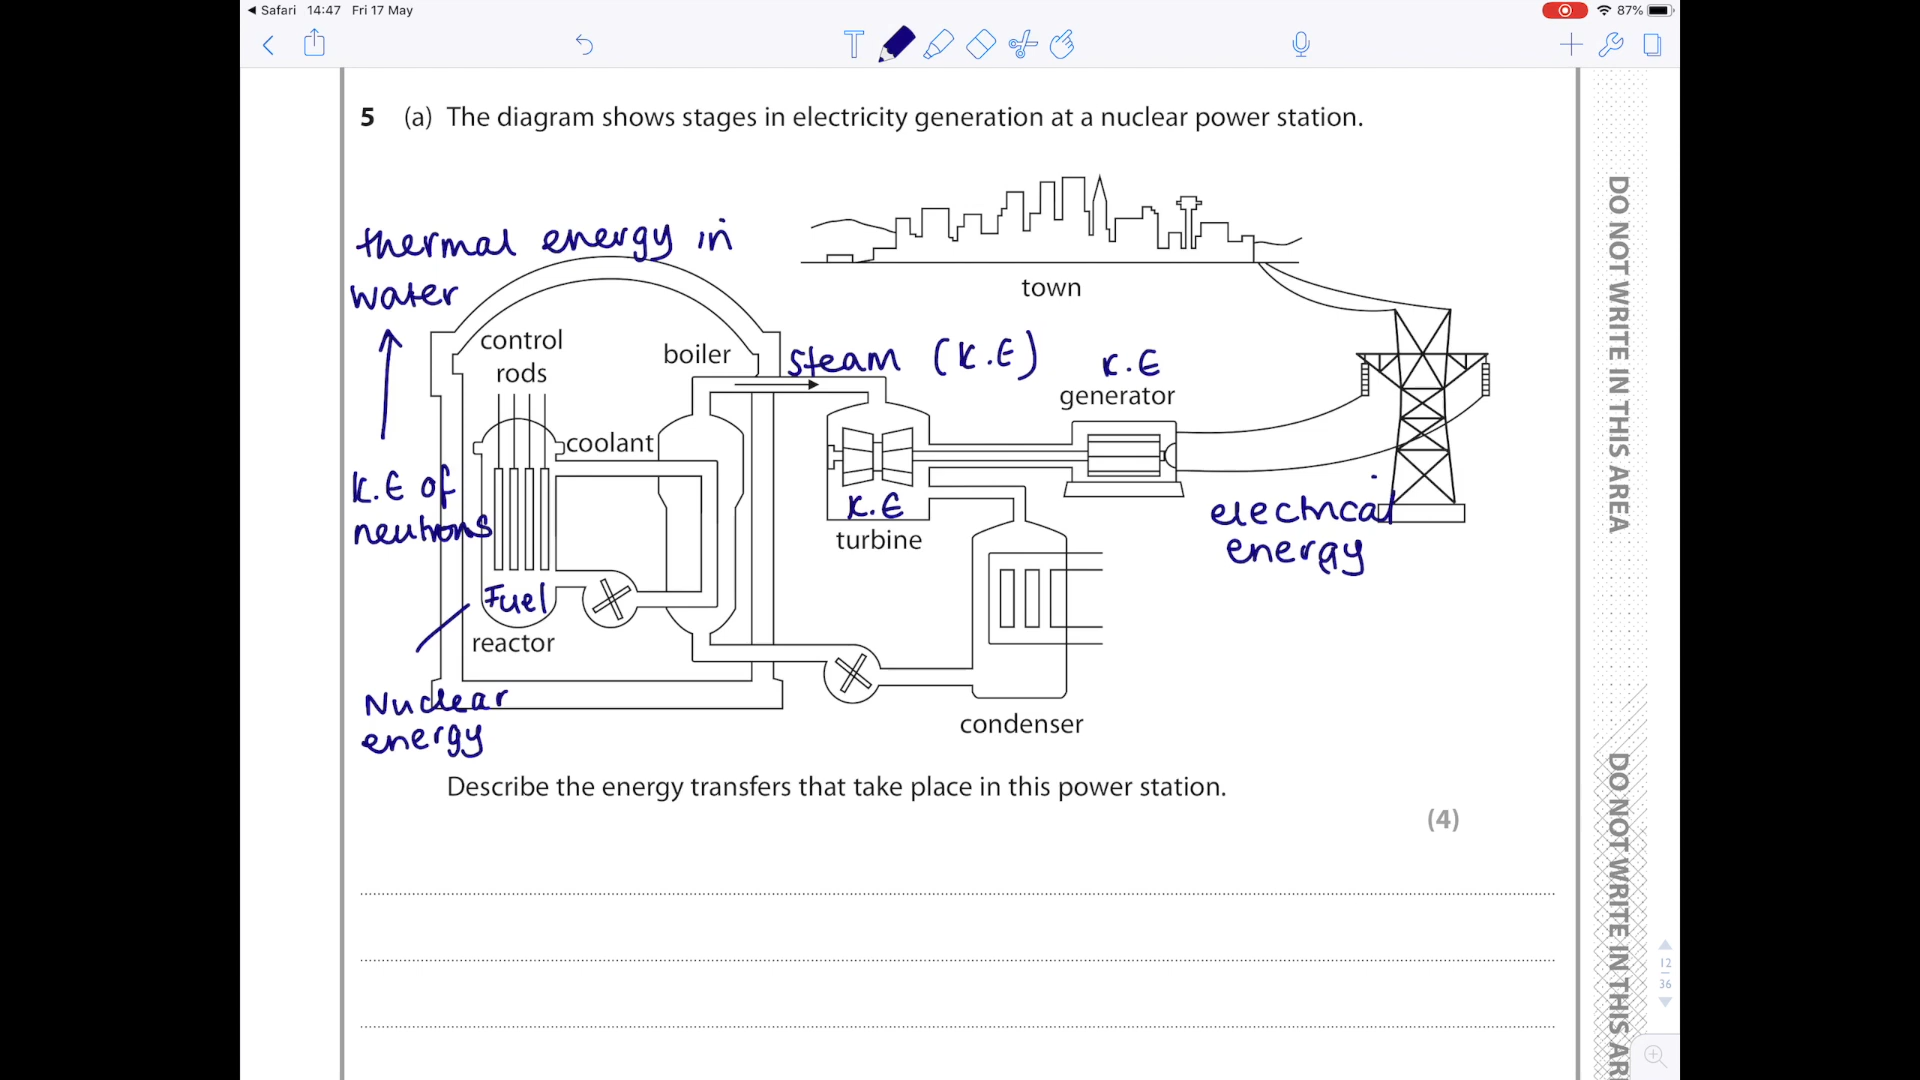 Safari 14:47 Fri 17 May
87%
5 (a) The diagram shows stages in electricity generation at a nuclear power station.
thermal energy in
water
town
control
rods
boiler
steam (K.E)
K.E
generator
coolant
K.E of
neutrons
K.E
turbine
electrical
energy
Fuel
reactor
Nuclear
energy
condenser
Describe the energy transfers that take place in this power station.
(4)
DO NOT WRITE IN THIS AREA
DO NOT WRITE IN THIS AR
12
36